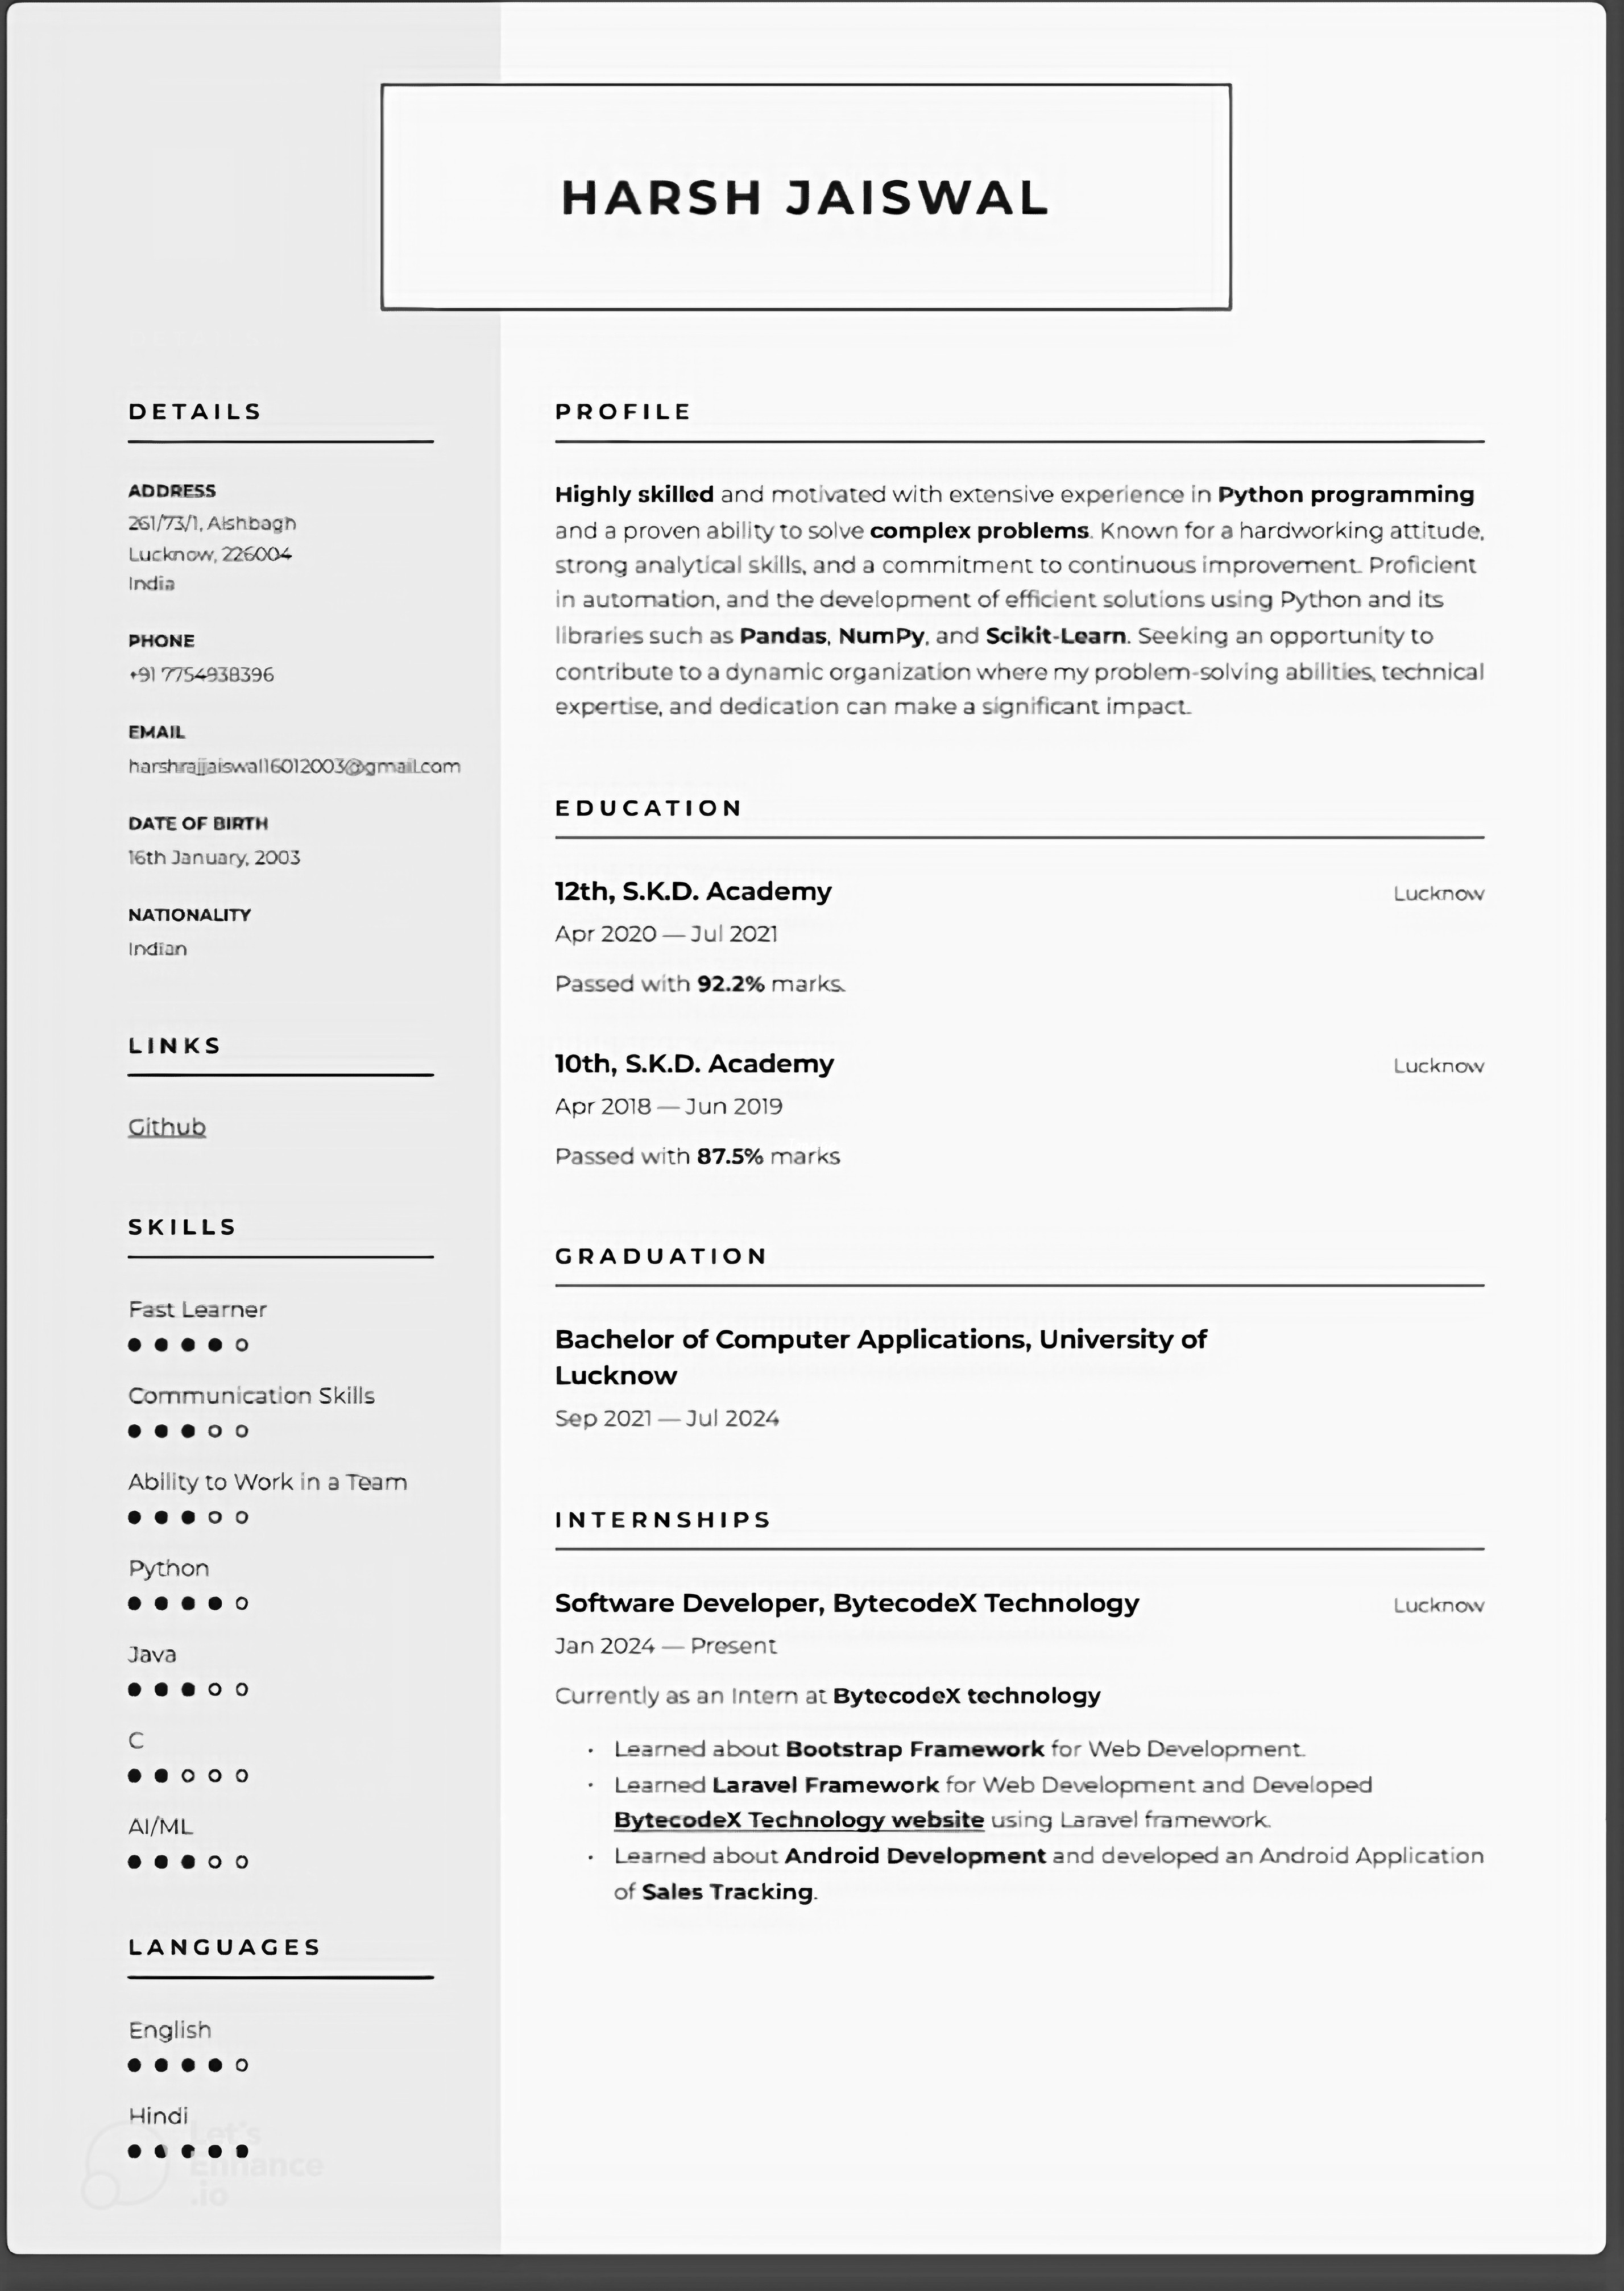 HARSH JAISWAL
DETAILS
ADDRESS
261/73/1, Aishbagh
Lucknow, 226004
India
PHONE
+91 7754938396
EMAIL
harshrajjaiswal16012003@gmail.com
DATE OF BIRTH
16th January, 2003
NATIONALITY
Indian
LINKS
Github
SKILLS
Fast Learner
Communication Skills
Ability to Work in a Team
Python
Java
C
AI/ML
LANGUAGES
English
Hindi
Let's
Enhance
.io
PROFILE
Highly skilled and motivated with extensive experience in Python programming
and a proven ability to solve complex problems. Known for a hardworking attitude,
strong analytical skills, and a commitment to continuous improvement. Proficient
in automation, and the development of efficient solutions using Python and its
libraries such as Pandas, NumPy, and Scikit-Learn. Seeking an opportunity to
contribute to a dynamic organization where my problem-solving abilities, technical
expertise, and dedication can make a significant impact.
EDUCATION
12th, S.K.D. Academy Lucknow
Apr 2020 — Jul 2021
Passed with 92.2% marks.
10th, S.K.D. Academy Lucknow
Apr 2018 — Jun 2019
Passed with 87.5% marks
GRADUATION
Bachelor of Computer Applications, University of
Lucknow
Sep 2021 — Jul 2024
INTERNSHIPS
Software Developer, BytecodeX Technology Lucknow
Jan 2024 — Present
Currently as an Intern at BytecodeX technology
• Learned about Bootstrap Framework for Web Development.
• Learned Laravel Framework for Web Development and Developed
BytecodeX Technology website using Laravel framework.
• Learned about Android Development and developed an Android Application
of Sales Tracking.